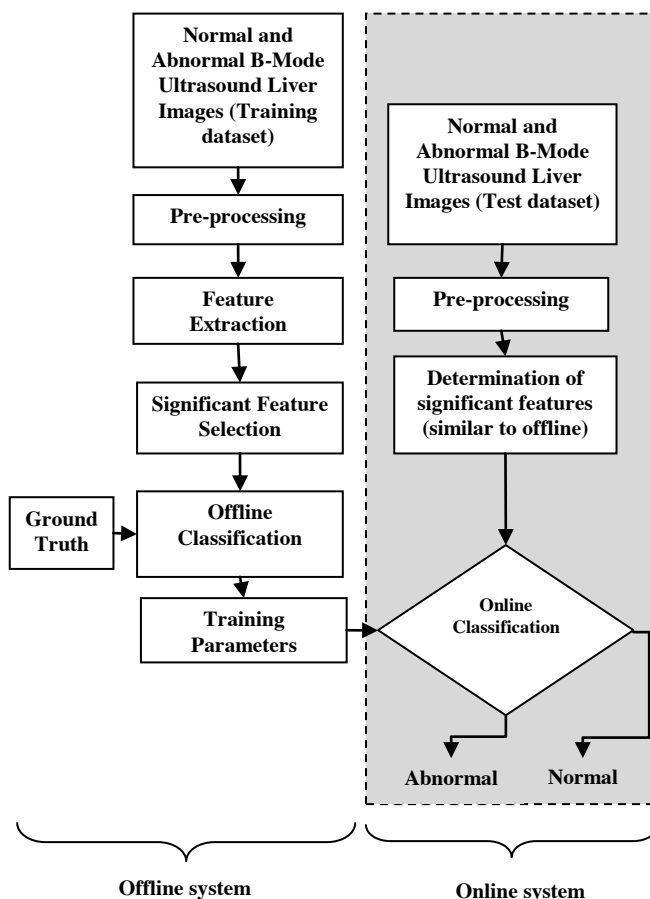 Normal and
Abnormal B-Mode
Ultrasound Liver
Images (Training
dataset)
Pre-processing
Feature
Extraction
Significant Feature
Selection
Ground
Truth
Offline
Classification
Training
Parameters
Normal and
Abnormal B-Mode
Ultrasound Liver
Images (Test dataset)
Pre-processing
Determination of
significant features
(similar to offline)
Online
Classification
Abnormal
Normal
Offline system
Online system